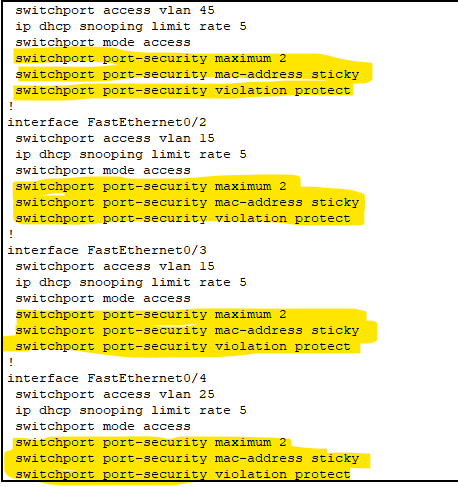 switchport access vlan 45
ip dhcp snooping limit rate 5
switchport mode access
switchport port-security maximum 2
switchport port-security mac-address sticky
switchport port-security violation protect
!
interface FastEthernet0/2
switchport access vlan 15
ip dhcp snooping limit rate 5
switchport mode access
switchport port-security maximum 2
switchport port-security mac-address sticky
switchport port-security violation protect
!
interface FastEthernet0/3
switchport access vlan 15
ip dhcp snooping limit rate 5
switchport mode access
switchport port-security maximum 2
switchport port-security mac-address sticky
switchport port-security violation protect
!
interface FastEthernet0/4
switchport access vlan 25
ip dhcp snooping limit rate 5
switchport mode access
switchport port-security maximum 2
switchport port-security mac-address sticky
switchport port-security violation protect